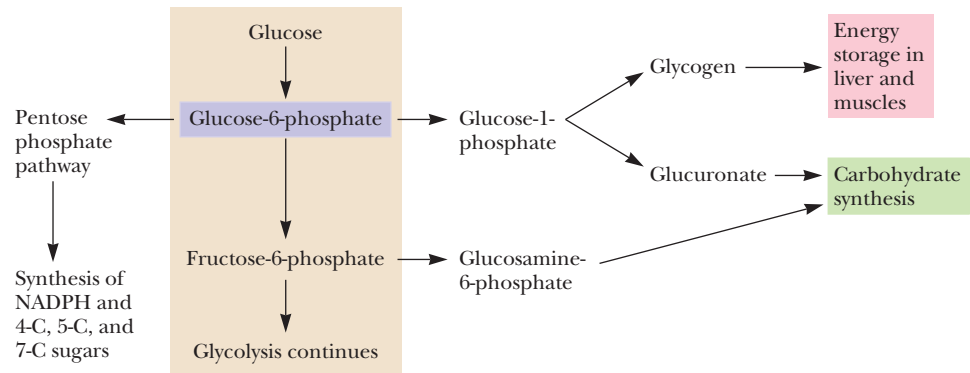 Glucose
Glucose-6-phosphate
Fructose-6-phosphate
Glycolysis continues
Pentose
phosphate
pathway
Synthesis of
NADPH and
4-C, 5-C, and
7-C sugars
Glucose-1-
phosphate
Glucosamine-
6-phosphate
Glycogen
Glucuronate
Energy
storage in
liver and
muscles
Carbohydrate
synthesis